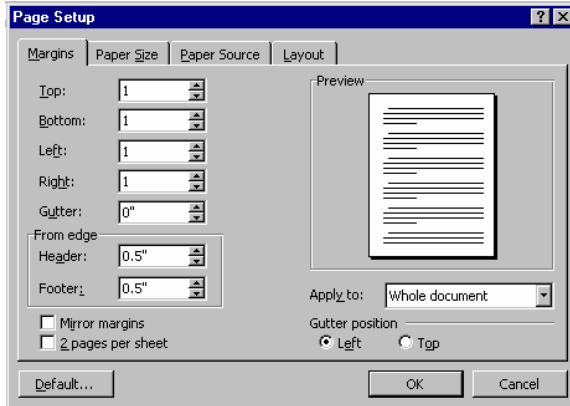 Page Setup
Margins Paper Size Paper Source Layout
Top: 1
Bottom: 1
Left: 1
Right: 1
Gutter: 0"
From edge
Header: 0.5"
Footer: 0.5"
Mirror margins
2 pages per sheet
Preview
Apply to: Whole document
Gutter position
Left Top
Default... OK Cancel